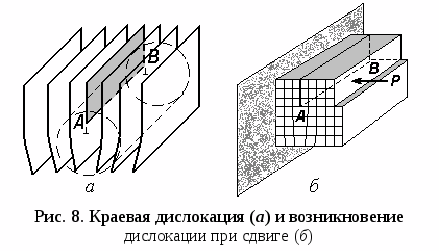 B
A
а
B
P
A
б
Рис. 8. Краевая дислокация (а) и возникновение
дислокации при сдвиге (б)